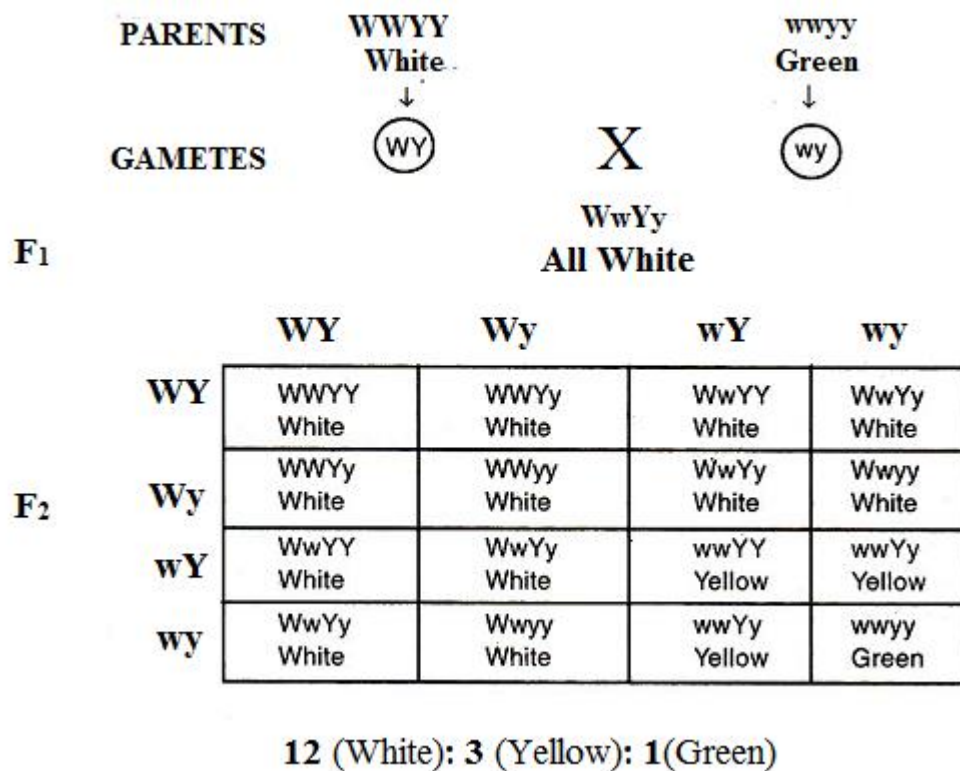 PARENTS WWYY wwyy
White Green
↓ ↓
GAMETES WY X wy
WwYy
F1 All White
WY Wy wY wy
WY WWYY WWYy WwYY WwYy
White White White White
F2 Wy WWYy WWyy WwYy Wwyy
White White White White
wY WwYY WwYy wwYY wwYy
White White Yellow Yellow
wy WwYy Wwyy wwYy wwyy
White White Yellow Green
12 (White): 3 (Yellow): 1(Green)